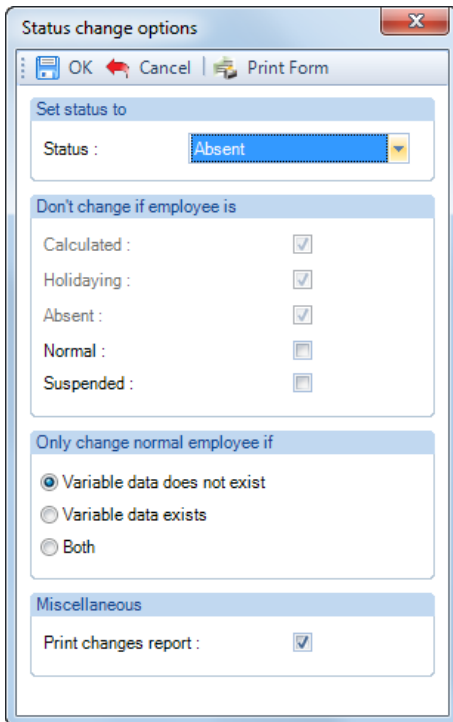 Status change options
OK Cancel Print Form
Set status to
Status : Absent
Don't change if employee is
Calculated :
Holidaying :
Absent :
Normal :
Suspended :
Only change normal employee if
Variable data does not exist
Variable data exists
Both
Miscellaneous
Print changes report :